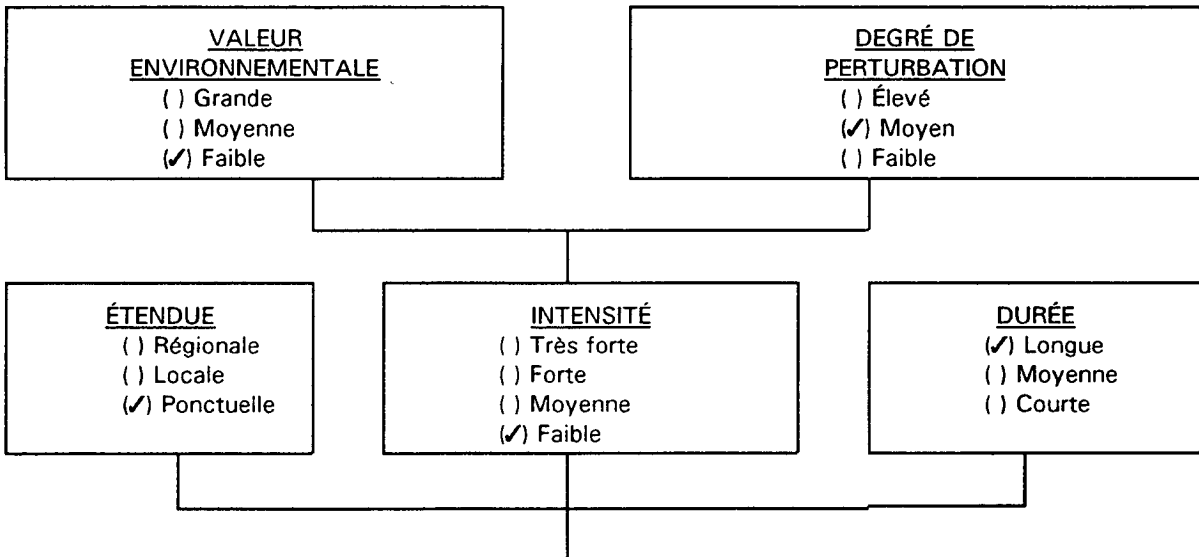 VALEUR
ENVIRONNEMENTALE
( ) Grande
( ) Moyenne
(✓) Faible
DEGRÉ DE
PERTURBATION
( ) Élevé
(✓) Moyen
( ) Faible
ÉTENDUE
( ) Régionale
( ) Locale
(✓) Ponctuelle
INTENSITÉ
( ) Très forte
( ) Forte
( ) Moyenne
(✓) Faible
DURÉE
(✓) Longue
( ) Moyenne
( ) Courte